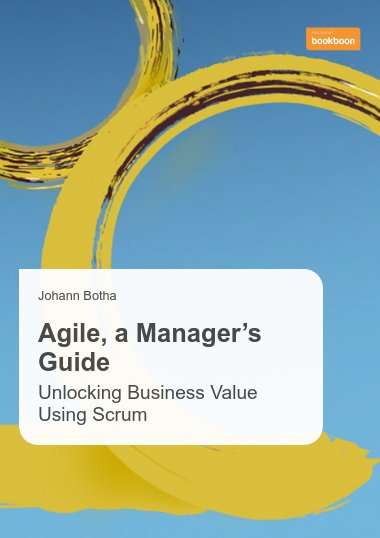 bookboon
Johann Botha
Agile, a Manager's
Guide
Unlocking Business Value
Using Scrum